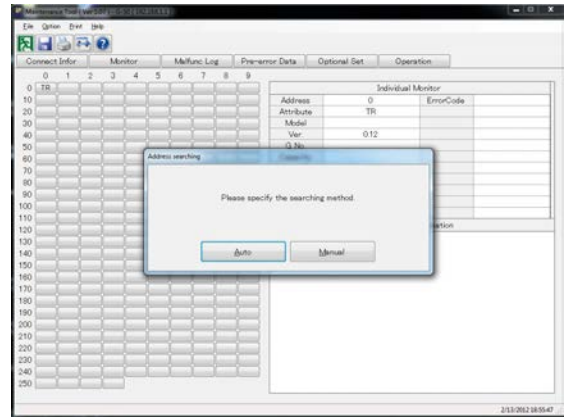 Maintenance Tool
File Option Print Help
Connect Infor Monitor Malfunc Log Pre-error Data Optional Set Operation
0 1 2 3 4 5 6 7 8 9
0 TR
10
20
30
40
50
60
70
80
90
100
110
120
130
140
150
160
170
180
190
200
210
220
230
240
250
Individual Monitor
Address 0 ErrorCode
Attribute TR
Model
Ver. 0.12
Address searching
Please specify the searching method.
Auto Manual
2/13/2012 18:55:47